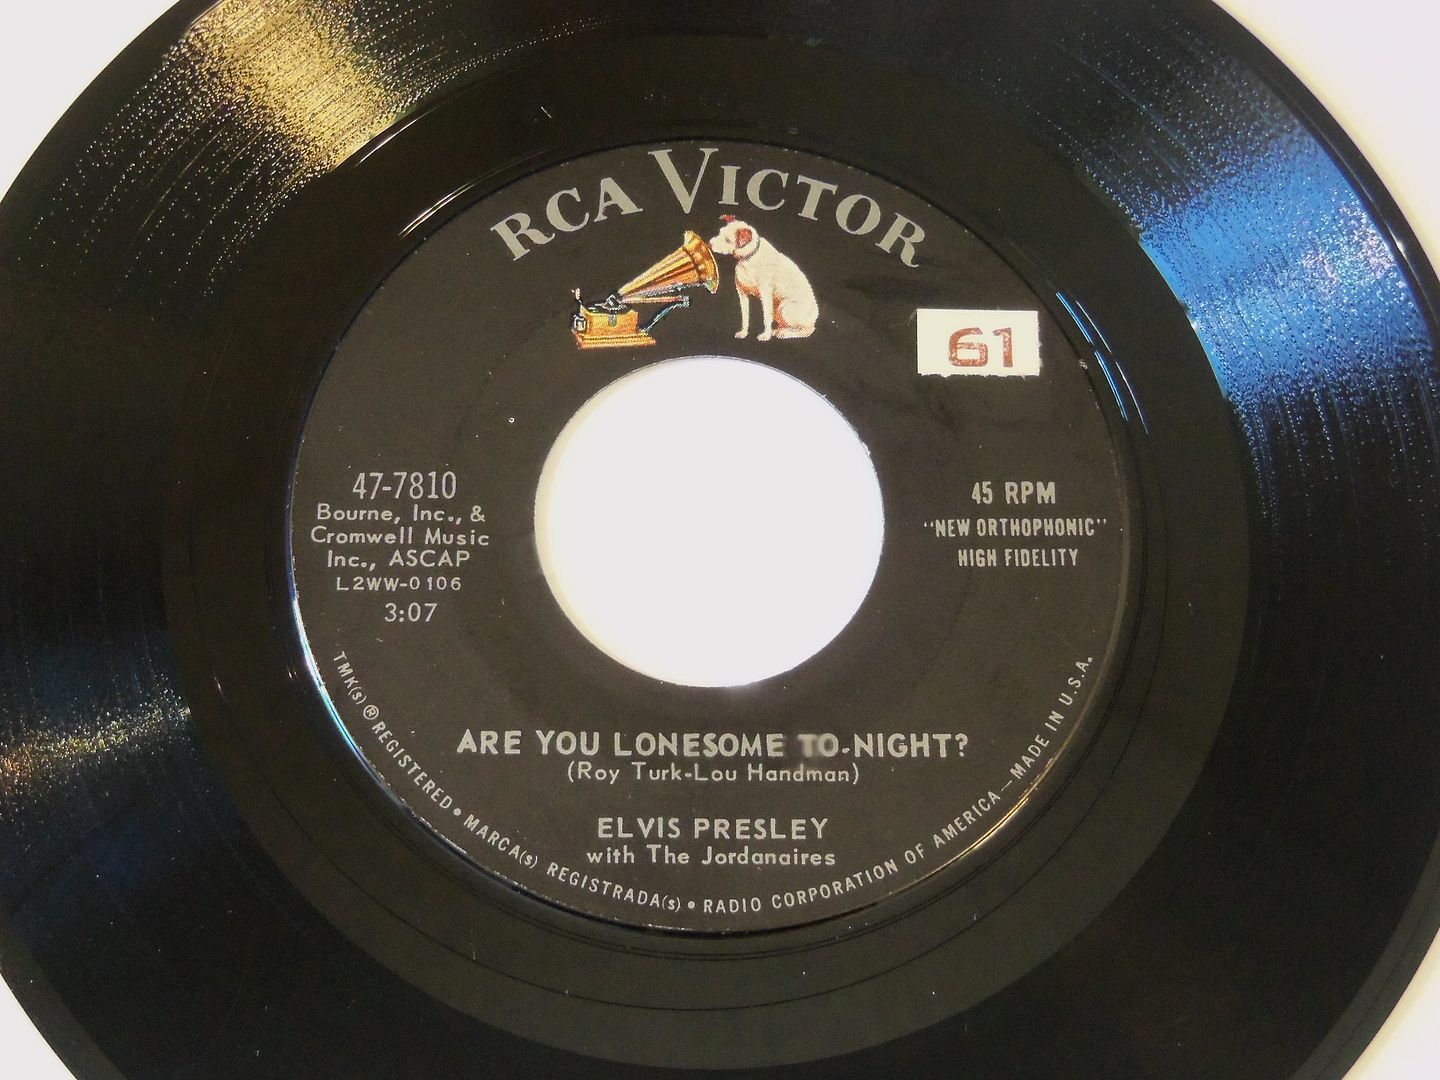 RCA VICTOR
61
47-7810
Bourne, Inc., &
Cromwell Music
Inc., ASCAP
L2WW-0106
3:07
45 RPM
"NEW ORTHOPHONIC"
HIGH FIDELITY
ARE YOU LONESOME TO-NIGHT?
(Roy Turk-Lou Handman)
ELVIS PRESLEY
with The Jordanaires
TMK(s) ® REGISTERED • MARCA(s) REGISTRADA(s) • RADIO CORPORATION OF AMERICA—MADE IN U.S.A.